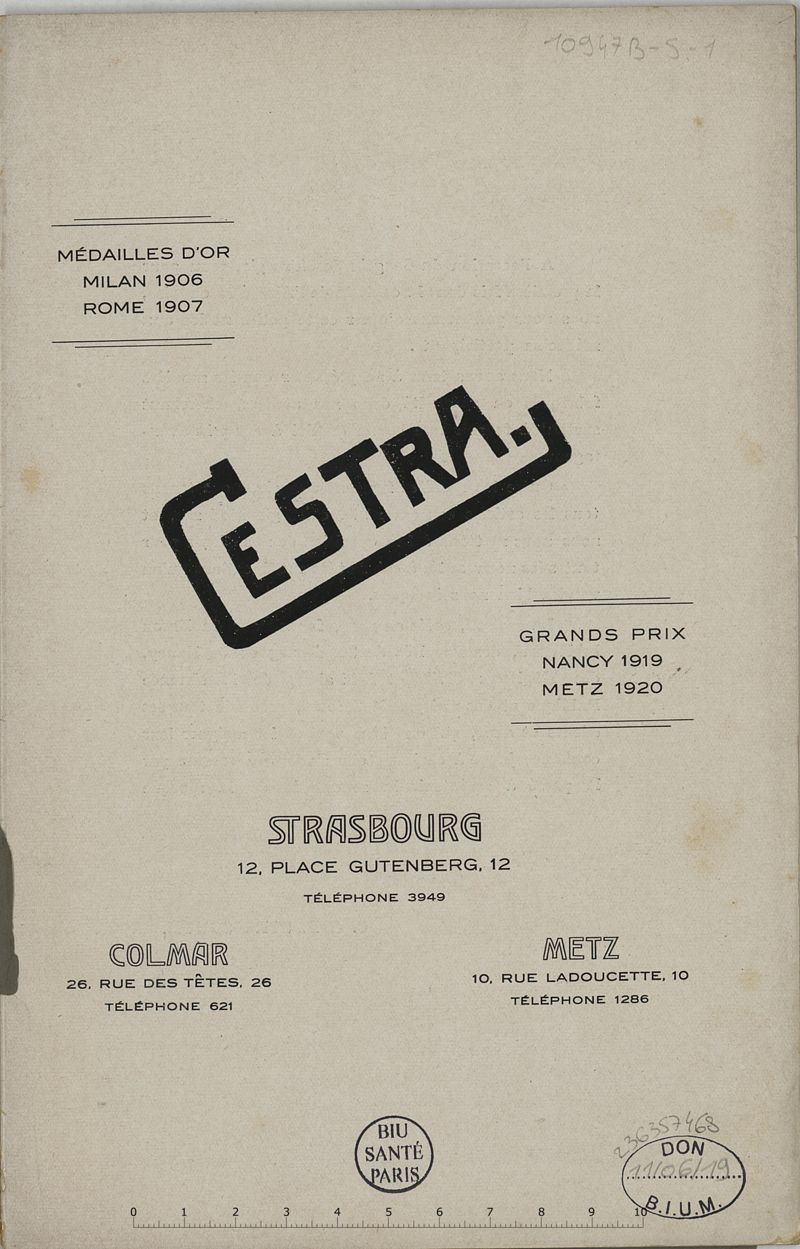 10947B-S-1
MÉDAILLES D'OR
MILAN 1906
ROME 1907
CESTRA.
GRANDS PRIX
NANCY 1919
METZ 1920
STRASBOURG
12, PLACE GUTENBERG, 12
TÉLÉPHONE 3949
COLMAR
26, RUE DES TÊTES, 26
TÉLÉPHONE 621
METZ
10, RUE LADOUCETTE, 10
TÉLÉPHONE 1286
BIU
SANTÉ
PARIS
236357468
DON
11/06/19
B.I.U.M.
0 1 2 3 4 5 6 7 8 9 10